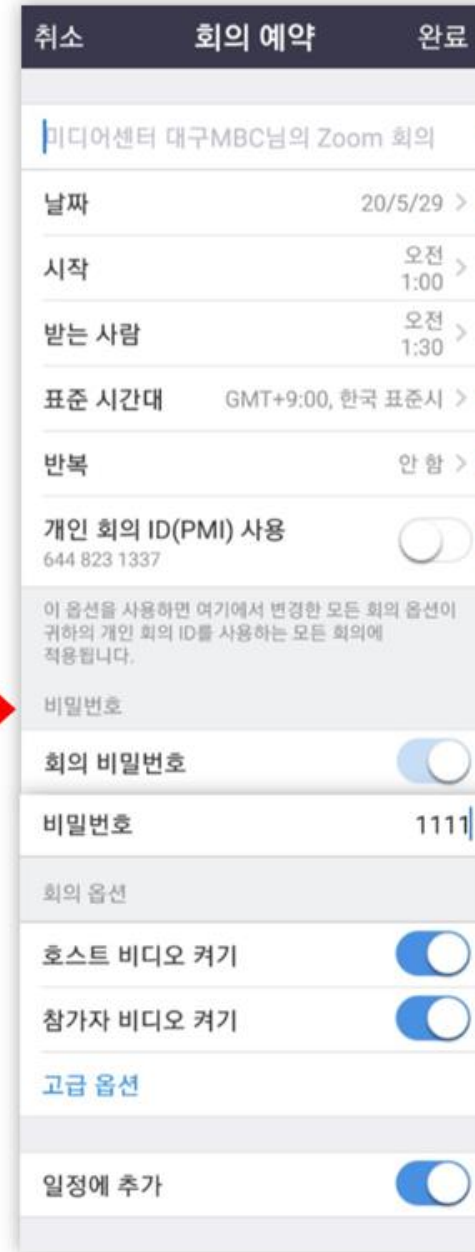 취소 회의 예약 완료
미디어센터 대구MBC님의 Zoom 회의
날짜 20/5/29 >
시작 오전 1:00 >
받는 사람 오전 1:30 >
표준 시간대 GMT+9:00, 한국 표준시 >
반복 안 함 >
개인 회의 ID(PMI) 사용
644 823 1337
이 옵션을 사용하면 여기에서 변경한 모든 회의 옵션이
귀하의 개인 회의 ID를 사용하는 모든 회의에
적용됩니다.
비밀번호
회의 비밀번호
비밀번호 1111
회의 옵션
호스트 비디오 켜기
참가자 비디오 켜기
고급 옵션
일정에 추가